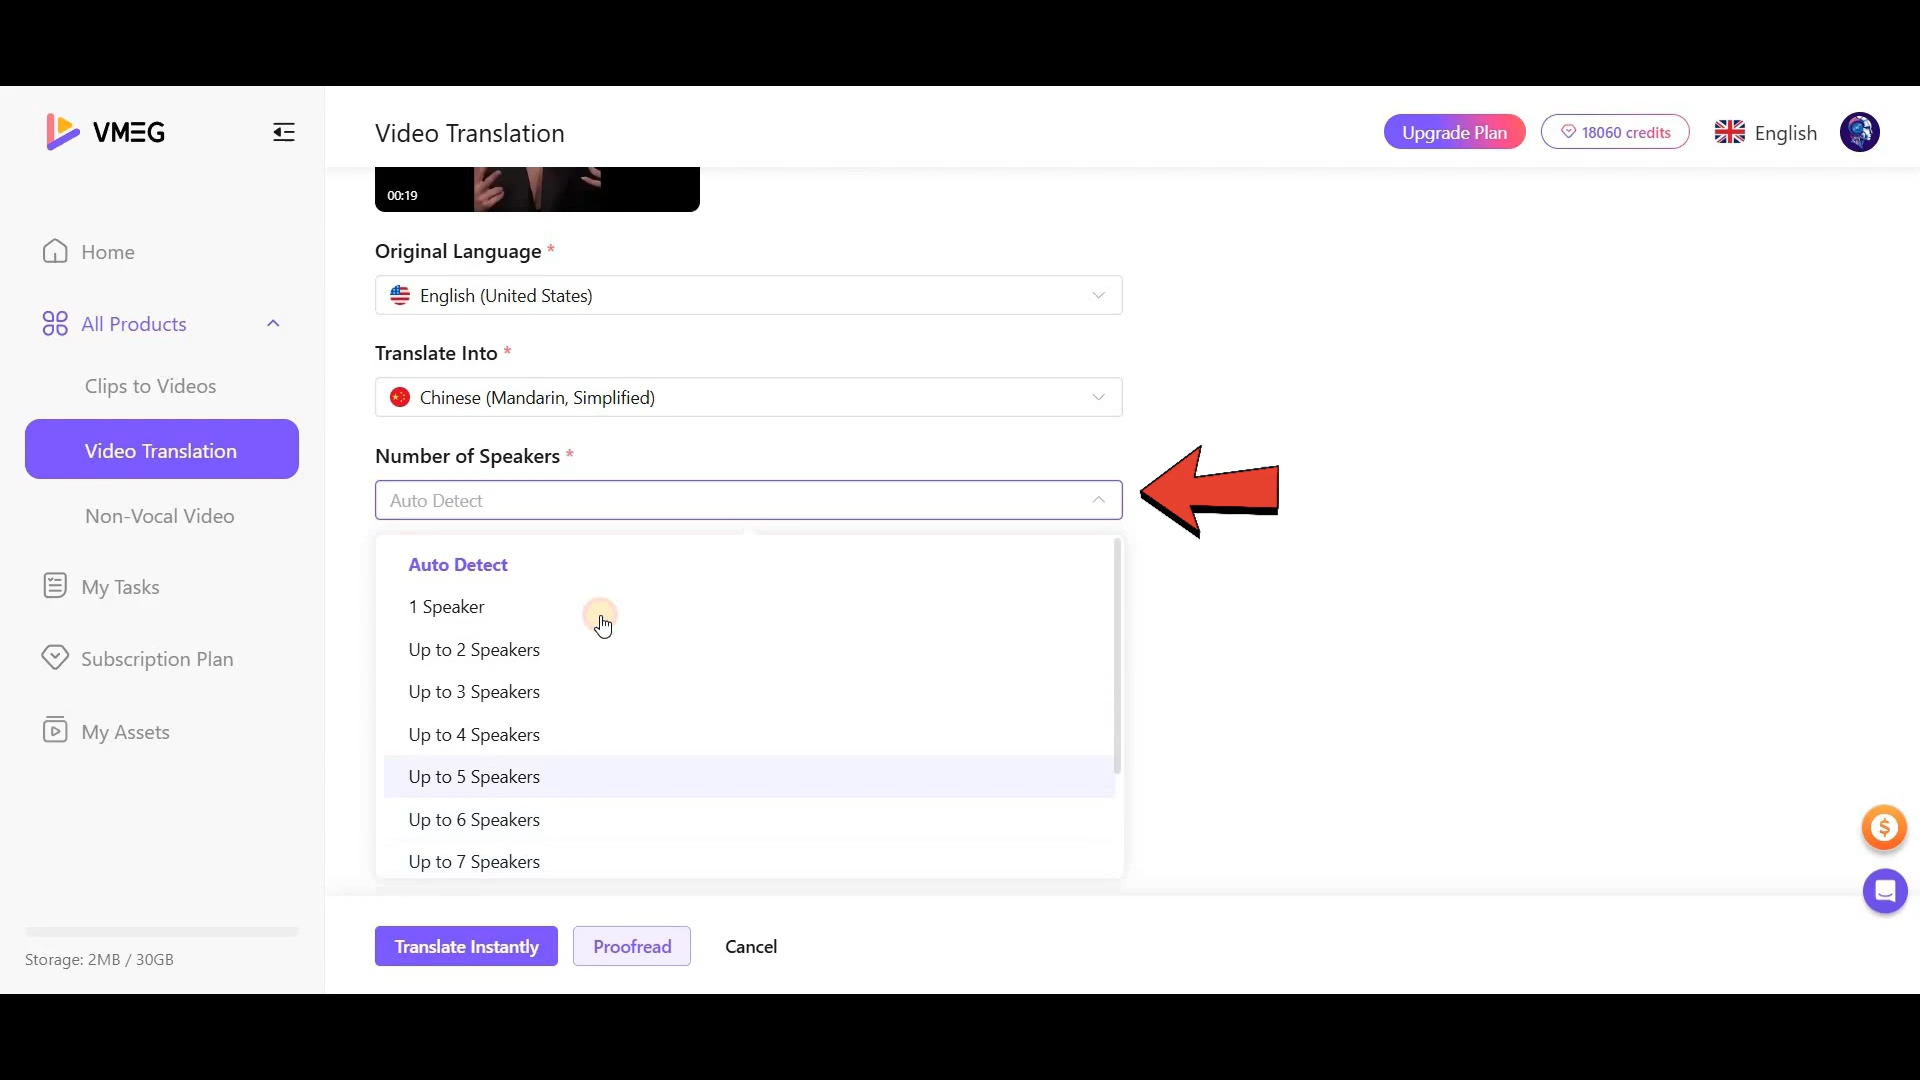 VMEG
Video Translation
Upgrade Plan
18060 credits
English
00:19
Home
All Products
Clips to Videos
Video Translation
Non-Vocal Video
My Tasks
Subscription Plan
My Assets
Storage: 2MB / 30GB
Original Language *
English (United States)
Translate Into *
Chinese (Mandarin, Simplified)
Number of Speakers *
Auto Detect
Auto Detect
1 Speaker
Up to 2 Speakers
Up to 3 Speakers
Up to 4 Speakers
Up to 5 Speakers
Up to 6 Speakers
Up to 7 Speakers
Translate Instantly
Proofread
Cancel